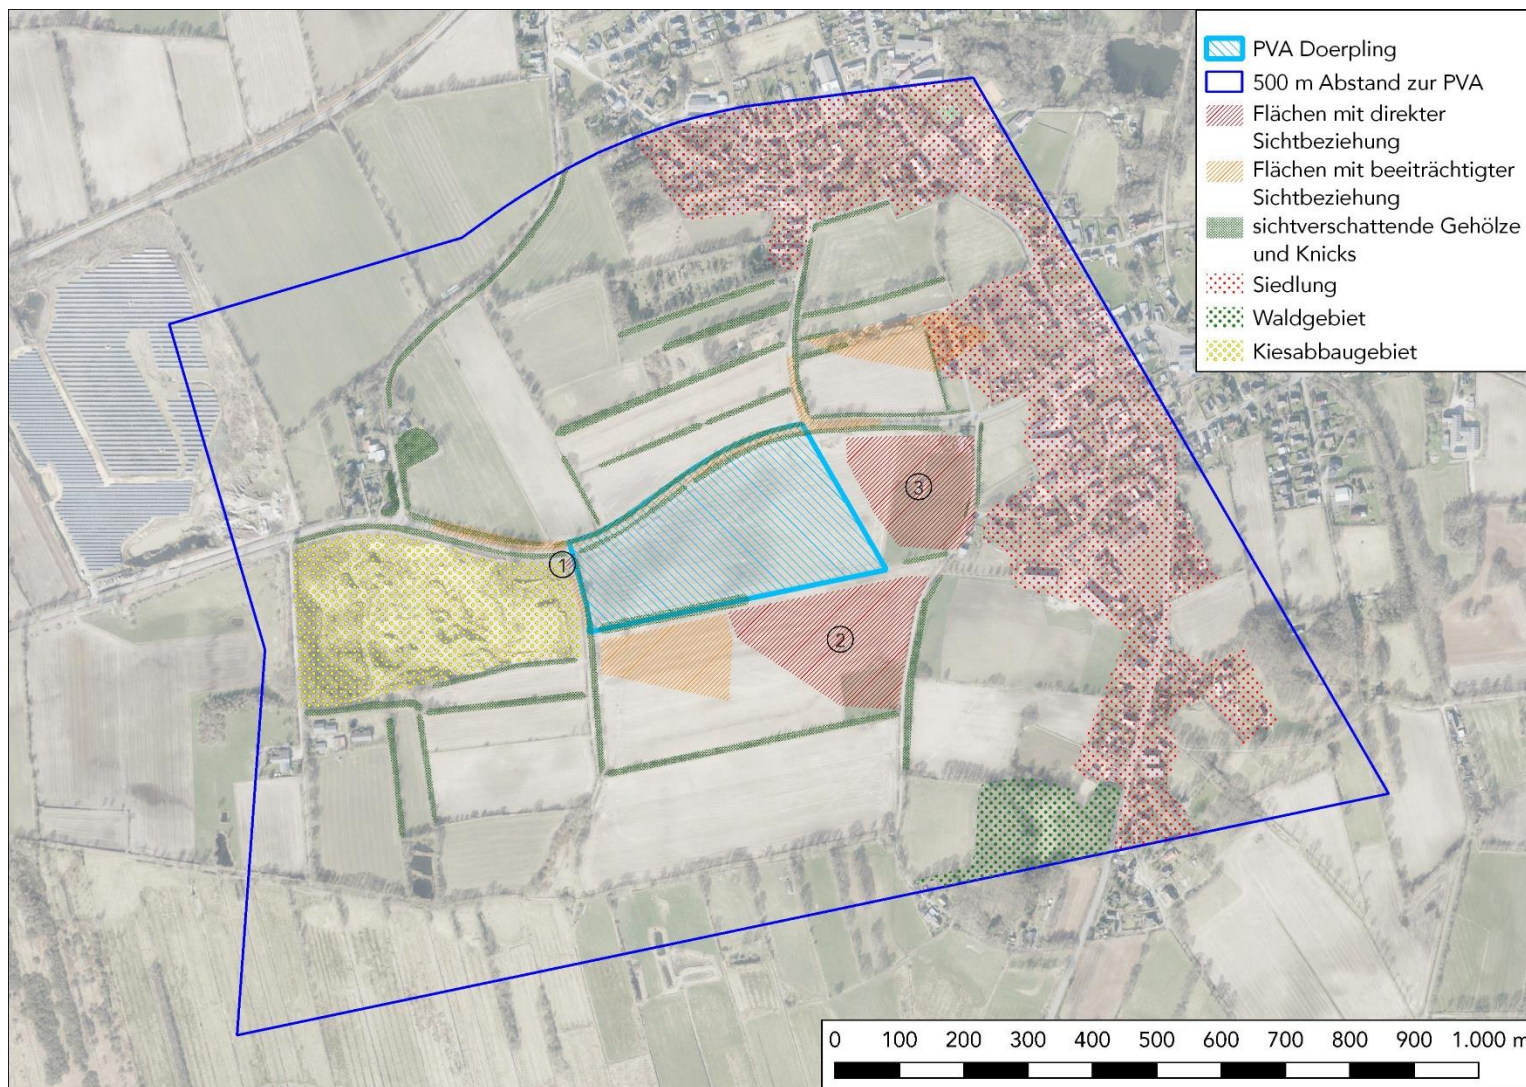 PVA Doerpling
500 m Abstand zur PVA
Flächen mit direkter
Sichtbeziehung
Flächen mit beeiträchtigter
Sichtbeziehung
sichtverschattende Gehölze
und Knicks
Siedlung
Waldgebiet
Kiesabbaugebiet
3
1
2
0 100 200 300 400 500 600 700 800 900 1.000 m